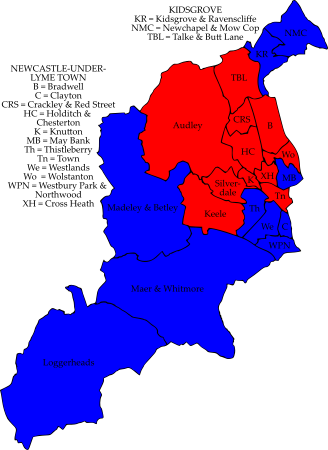 KIDSGROVE
KR = Kidsgrove & Ravenscliffe
NMC = Newchapel & Mow Cop
TBL = Talke & Butt Lane
NEWCASTLE-UNDER-
LYME TOWN
B = Bradwell
C = Clayton
CRS = Crackley & Red Street
HC = Holditch &
Chesterton
K = Knutton
MB = May Bank
Th = Thistleberry
Tn = Town
We = Westlands
Wo = Wolstanton
WPN = Westbury Park &
Northwood
XH = Cross Heath
NMC
KR
TBL
CRS
B
Audley
HC
Wo
XH
MB
K
Silver-
dale
Tn
Madeley & Betley
Keele
Th
We
C
WPN
Maer & Whitmore
Loggerheads